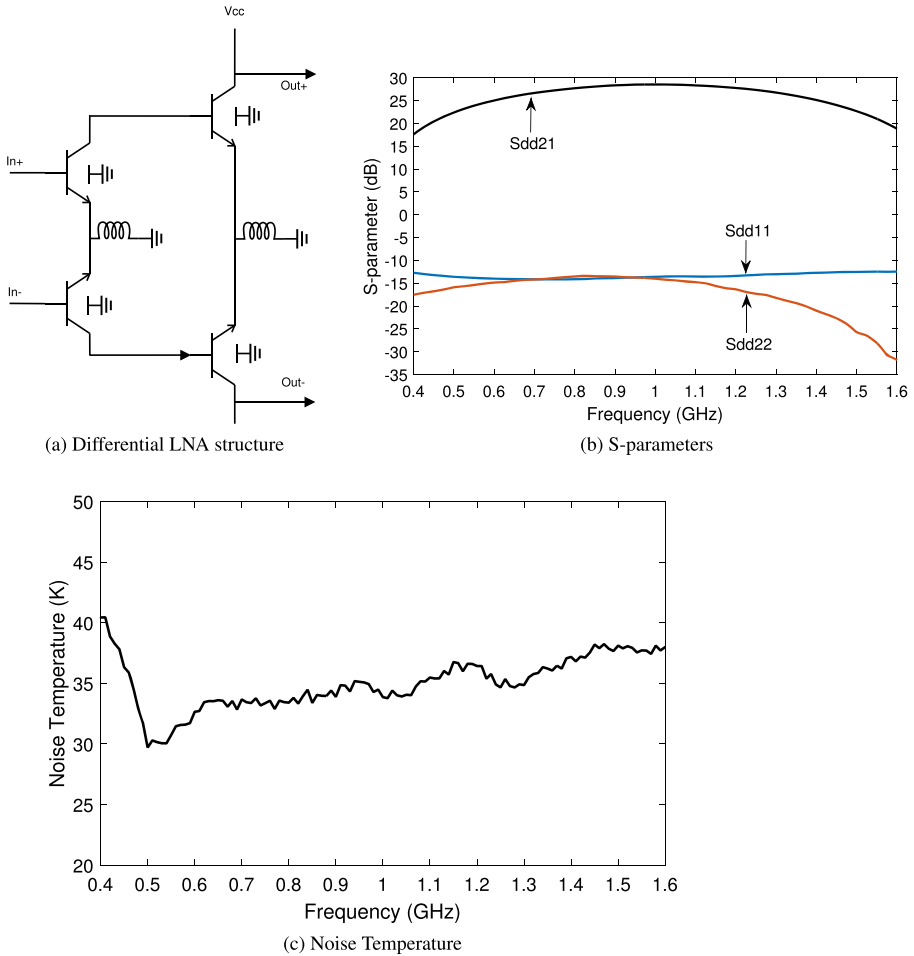 Vcc
Out+
In+
In-
Out-
(a) Differential LNA structure
30
25
20
15
10
5
0
-5
-10
-15
-20
-25
-30
-35
S-parameter (dB)
Sdd21
Sdd11
Sdd22
0.4 0.5 0.6 0.7 0.8 0.9 1 1.1 1.2 1.3 1.4 1.5 1.6
Frequency (GHz)
(b) S-parameters
50
45
40
35
30
25
20
Noise Temperature (K)
0.4 0.5 0.6 0.7 0.8 0.9 1 1.1 1.2 1.3 1.4 1.5 1.6
Frequency (GHz)
(c) Noise Temperature